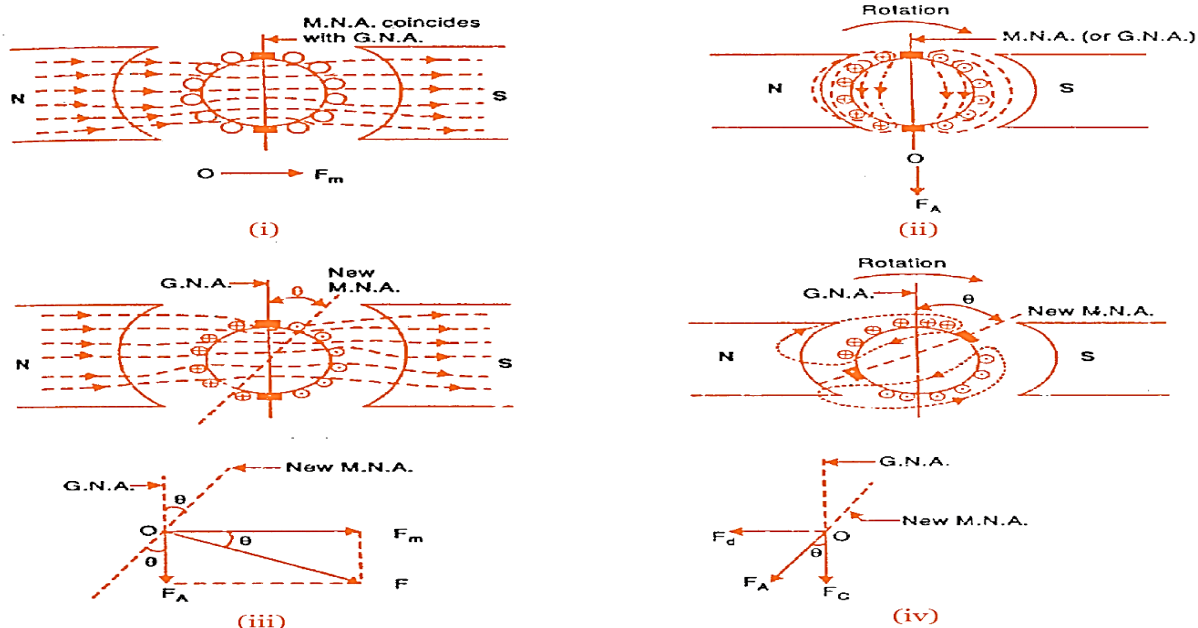 M.N.A. coincides
with G.N.A.
N
S
O
Fm
(i)
Rotation
M.N.A. (or G.N.A.)
N
S
O
FA
(ii)
G.N.A.
θ
New
M.N.A.
N
S
New M.N.A.
G.N.A.
θ
O
Fm
θ
θ
FA
F
(iii)
Rotation
G.N.A.
θ
New M.N.A.
N
S
G.N.A.
New M.N.A.
Fd
O
θ
FA
FC
(iv)